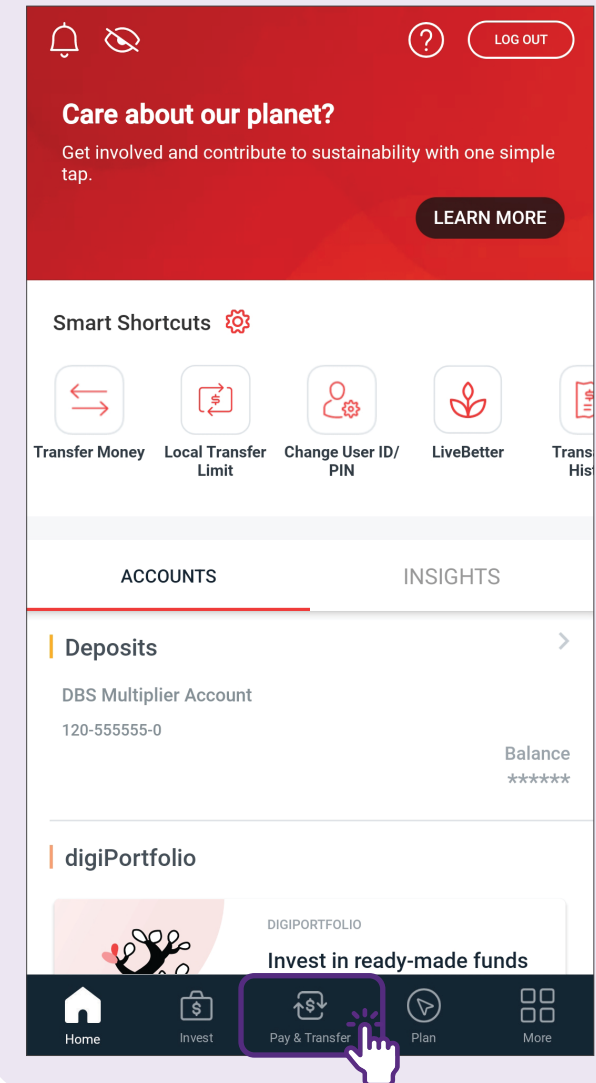 LOG OUT
Care about our planet?
Get involved and contribute to sustainability with one simple
tap.
LEARN MORE
Smart Shortcuts
Transfer Money
Local Transfer
Limit
Change User ID/
PIN
LiveBetter
ACCOUNTS
INSIGHTS
Deposits
DBS Multiplier Account
120-555555-0
Balance
******
digiPortfolio
DIGIPORTFOLIO
Invest in ready-made funds
Home
Invest
Pay & Transfer
Plan
More